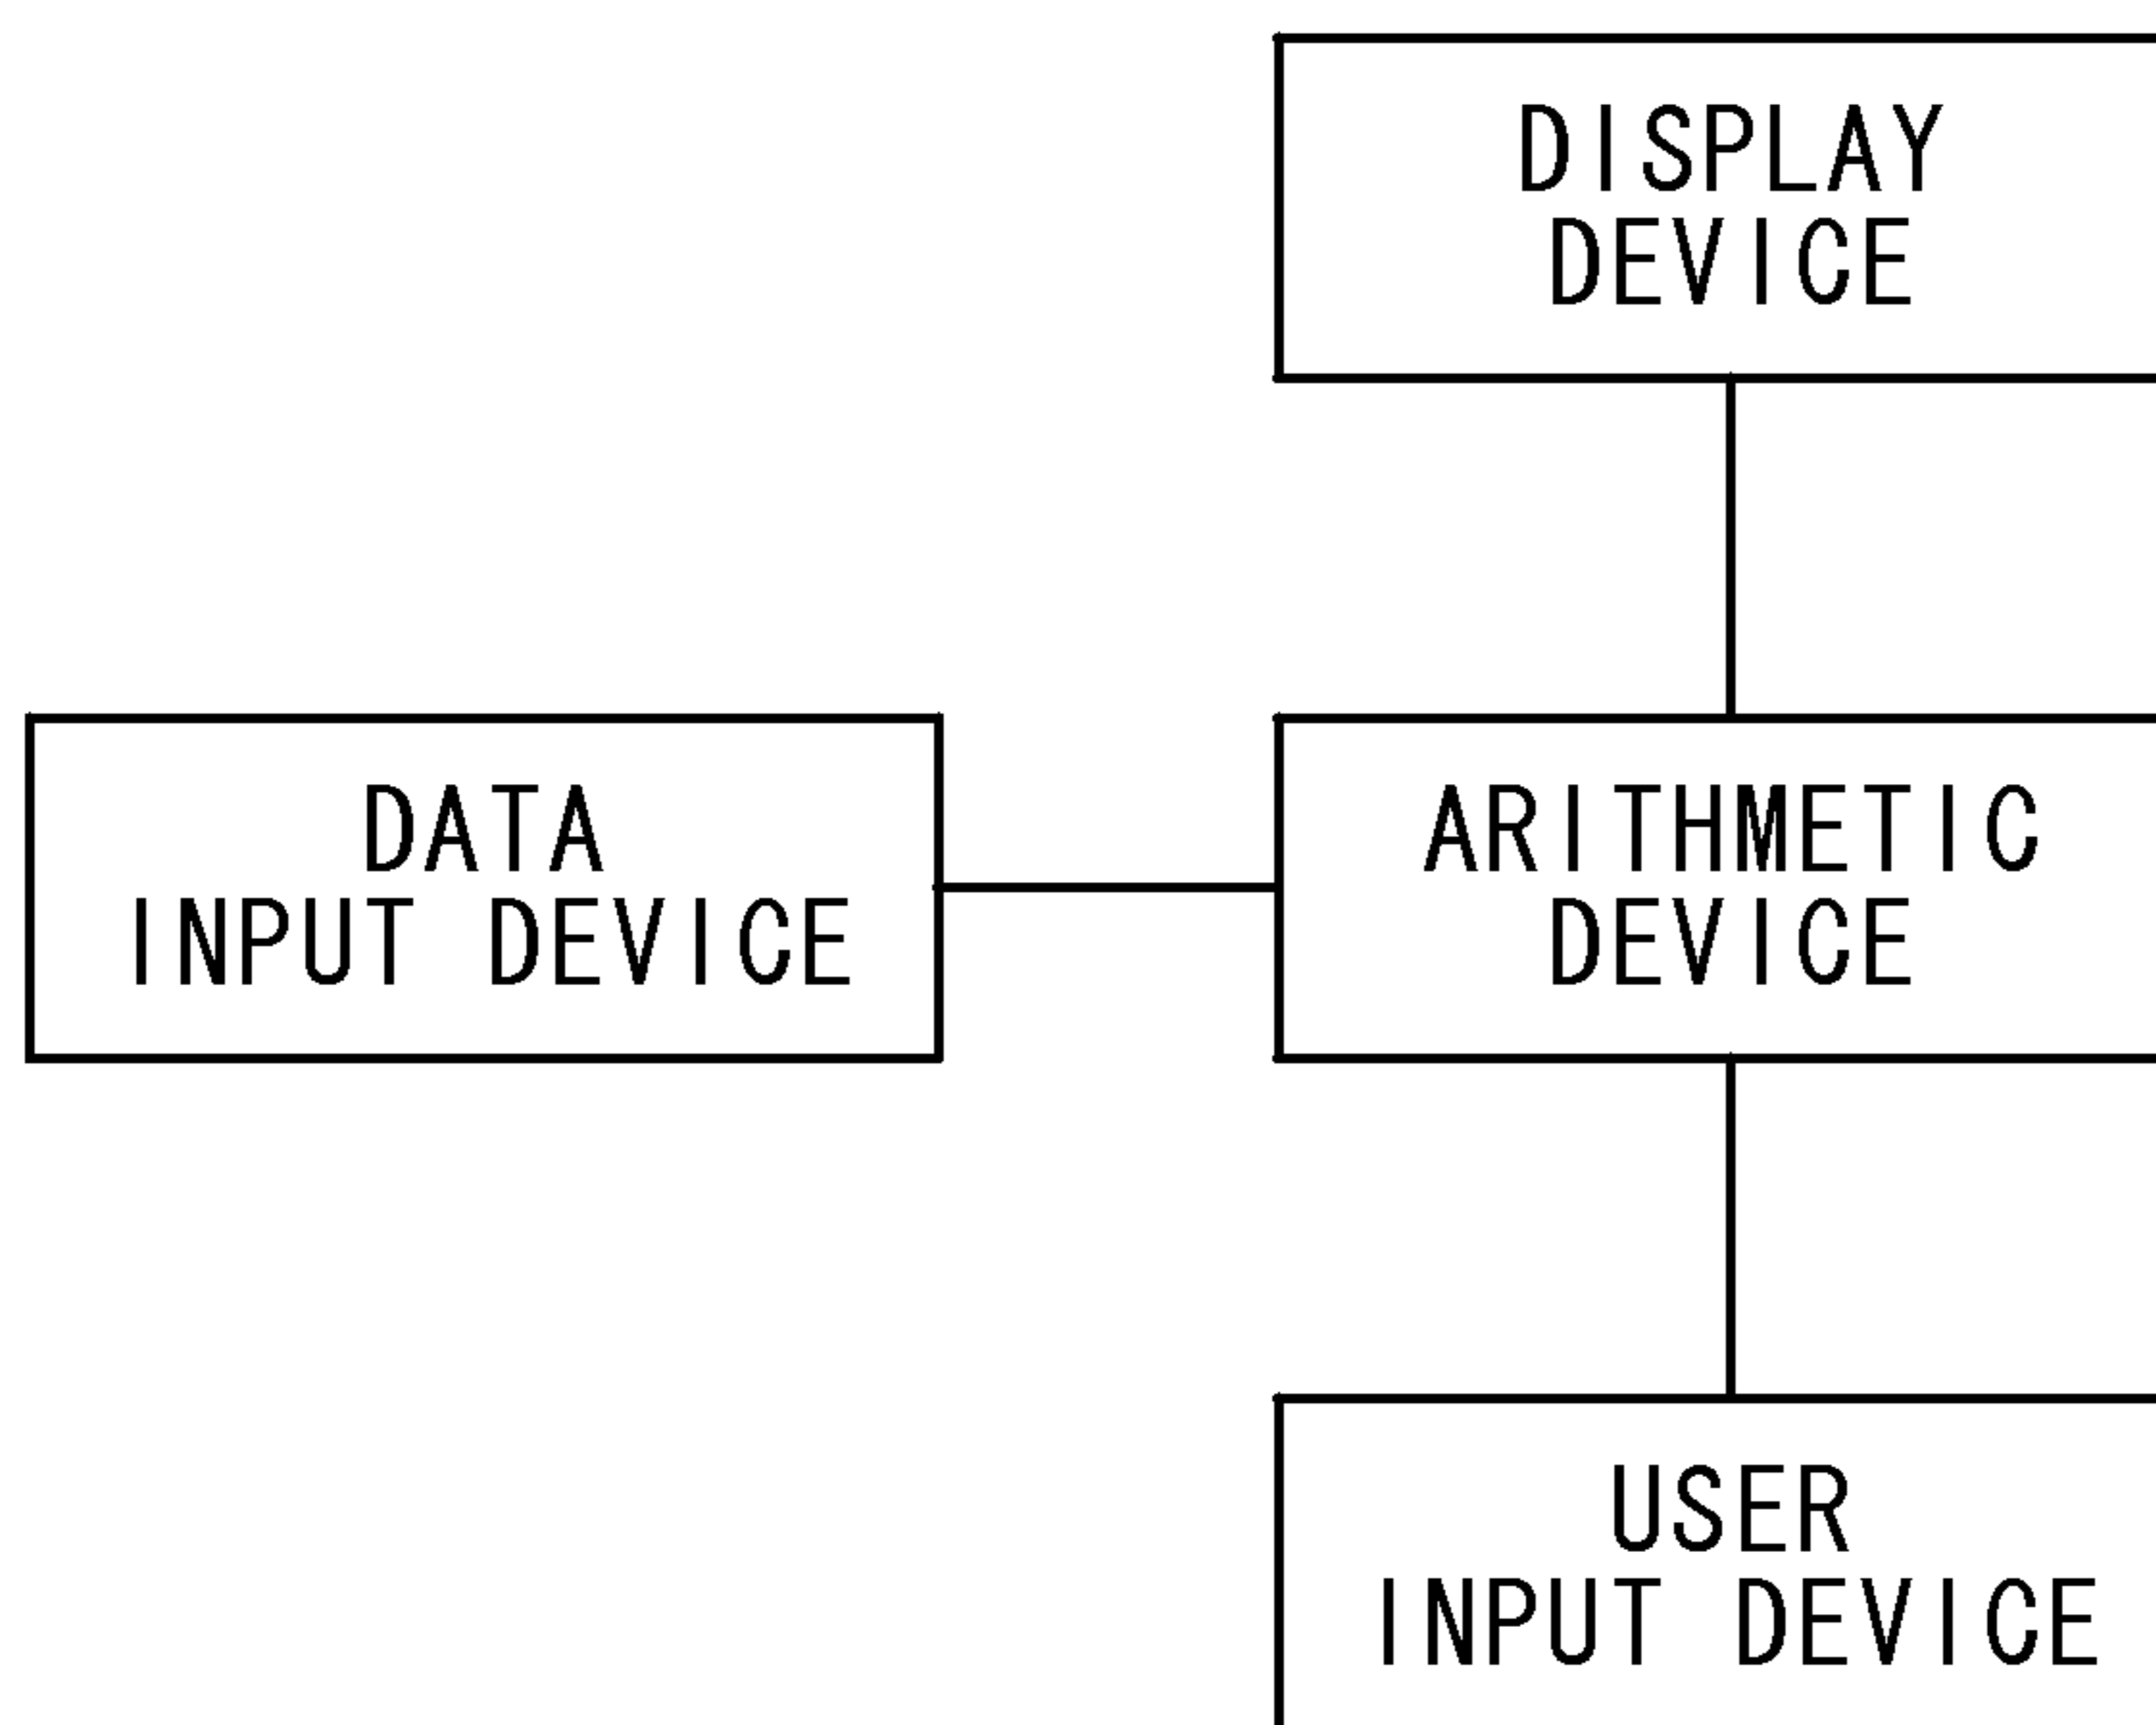 DISPLAY
DEVICE
DATA
INPUT DEVICE
ARITHMETIC
DEVICE
USER
INPUT DEVICE